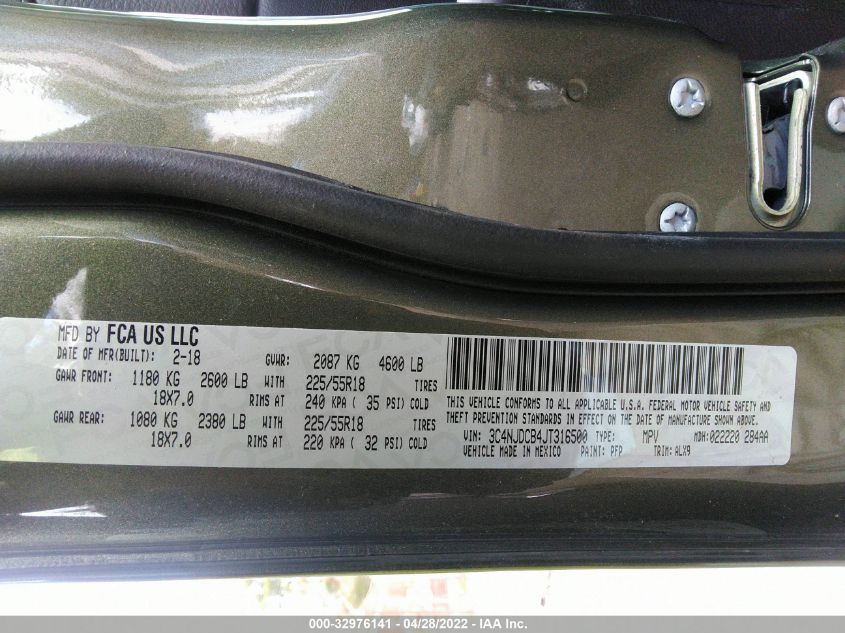 MFD BY FCA US LLC
DATE OF MFR(BUILT): 2-18 GVWR: 2087 KG 4600 LB
GAWR FRONT: 1180 KG 2600 LB WITH 225/55R18 TIRES
18X7.0 RIMS AT 240 KPA ( 35 PSI) COLD
GAWR REAR: 1080 KG 2380 LB WITH 225/55R18 TIRES
18X7.0 RIMS AT 220 KPA ( 32 PSI) COLD
THIS VEHICLE CONFORMS TO ALL APPLICABLE U.S.A. FEDERAL MOTOR VEHICLE SAFETY AND
THEFT PREVENTION STANDARDS IN EFFECT ON THE DATE OF MANUFACTURE SHOWN ABOVE.
VIN: 3C4NJDCB4JT316500 TYPE: MPV MDH: 022220 284AA
VEHICLE MADE IN MEXICO PAINT: PFP TRIM: ALX9
000-32976141 / 04/28/2022 / IAA Inc.